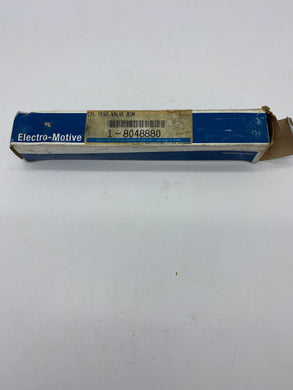 CYL TEST VALVE ASM
1-8048880
Electro-Motive